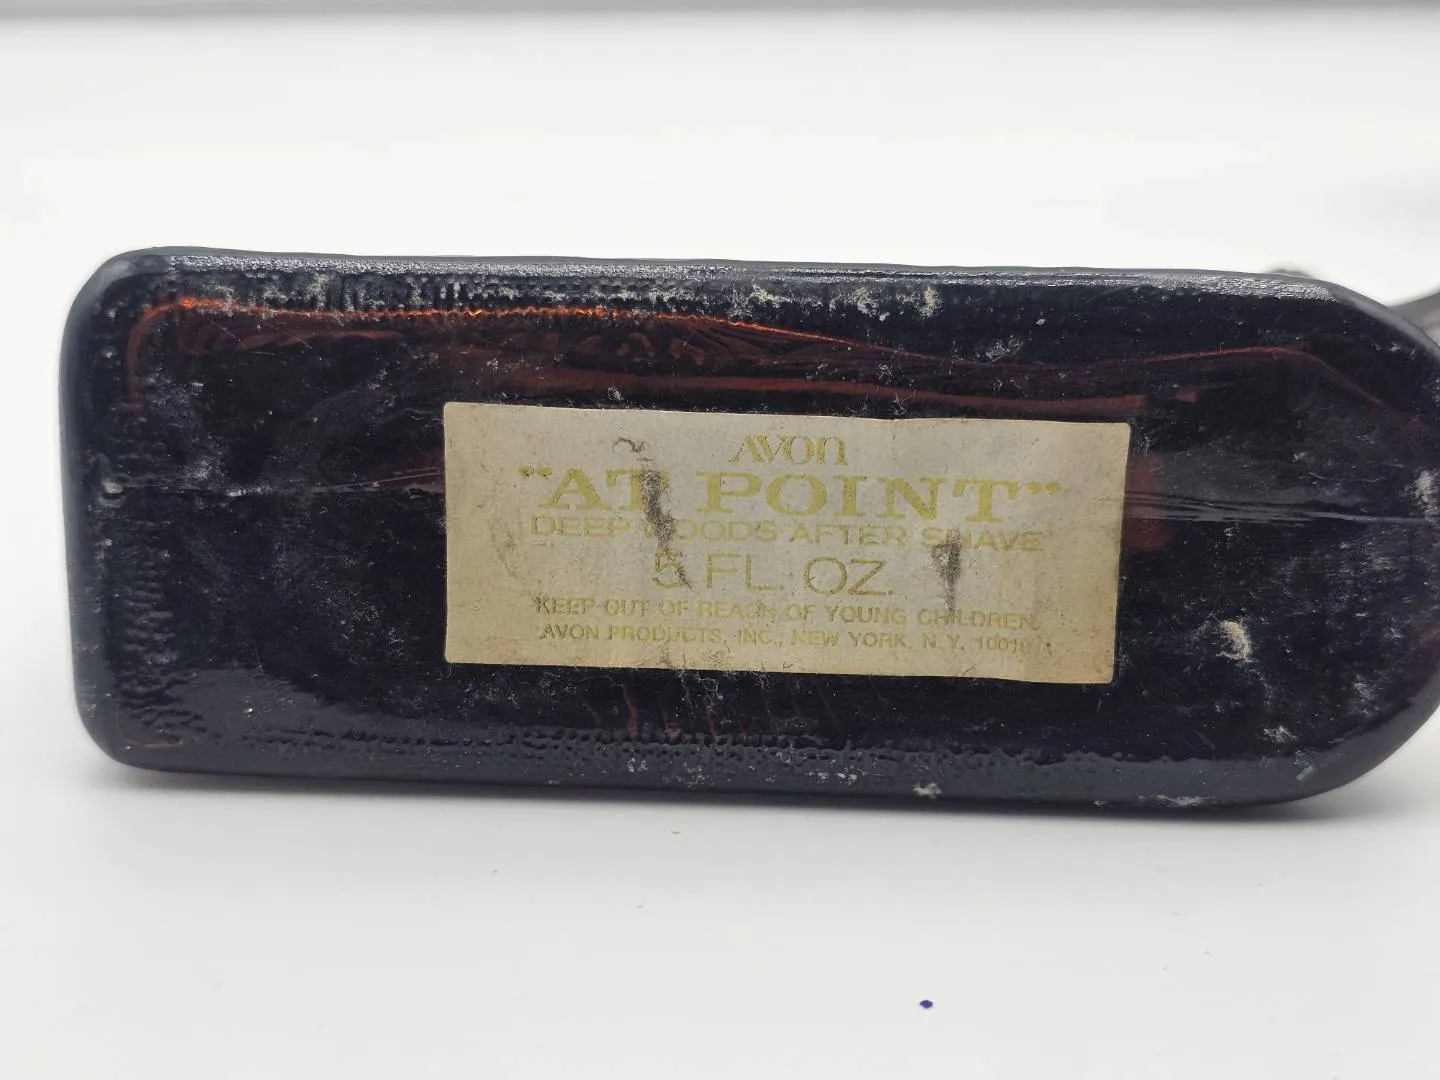 AVON
"AT POINT"
DEEP WOODS AFTER SHAVE
5 FL. OZ.
KEEP OUT OF REACH OF YOUNG CHILDREN.
AVON PRODUCTS, INC., NEW YORK, N.Y. 10019